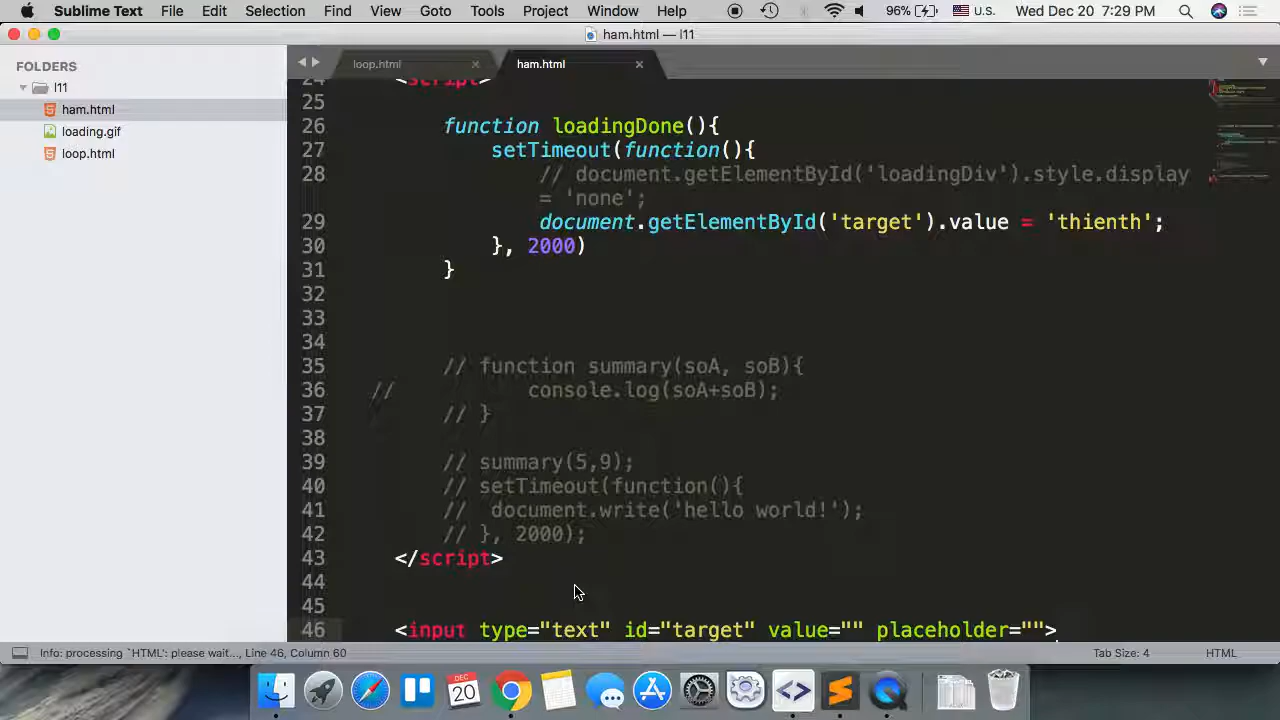 Sublime Text File Edit Selection Find View Goto Tools Project Window Help 96% U.S. Wed Dec 20 7:29 PM
ham.html — l11
FOLDERS
l11
ham.html
loading.gif
loop.html
loop.html ham.html
24 <script>
25
26 function loadingDone(){
27 setTimeout(function(){
28 // document.getElementById('loadingDiv').style.display
= 'none';
29 document.getElementById('target').value = 'thienth';
30 }, 2000)
31 }
32
33
34
35 // function summary(soA, soB){
36 // console.log(soA+soB);
37 // }
38
39 // summary(5,9);
40 // setTimeout(function(){
41 // document.write('hello world!');
42 // }, 2000);
43 </script>
44
45
46 <input type="text" id="target" value="" placeholder="">
Info: processing `HTML': please wait..., Line 46, Column 60 Tab Size: 4 HTML
DEC
20